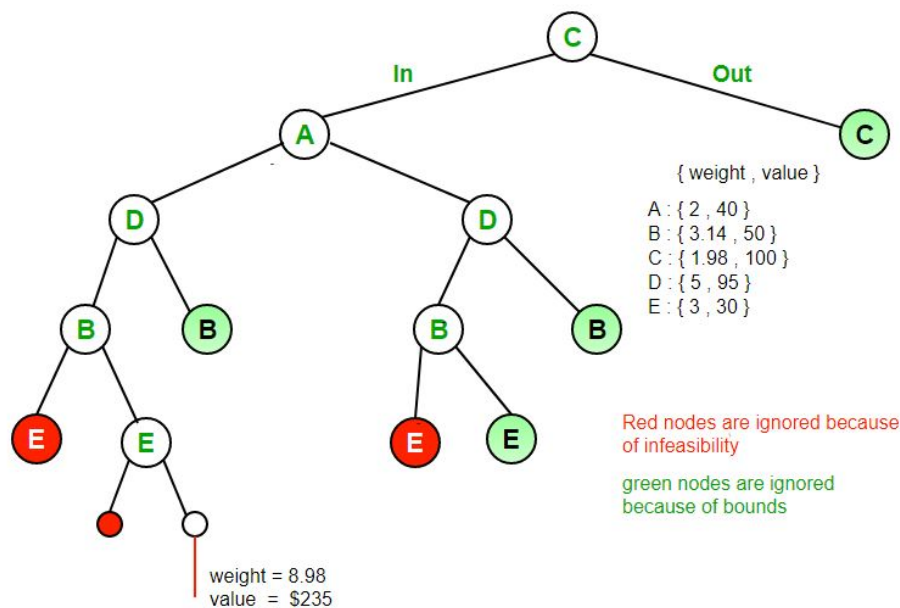 C
In
Out
A
C
{ weight , value }
D
D
A : { 2 , 40 }
B : { 3.14 , 50 }
C : { 1.98 , 100 }
D : { 5 , 95 }
E : { 3 , 30 }
B
B
B
B
E
E
E
E
Red nodes are ignored because
of infeasibility
green nodes are ignored
because of bounds
weight = 8.98
value = $235